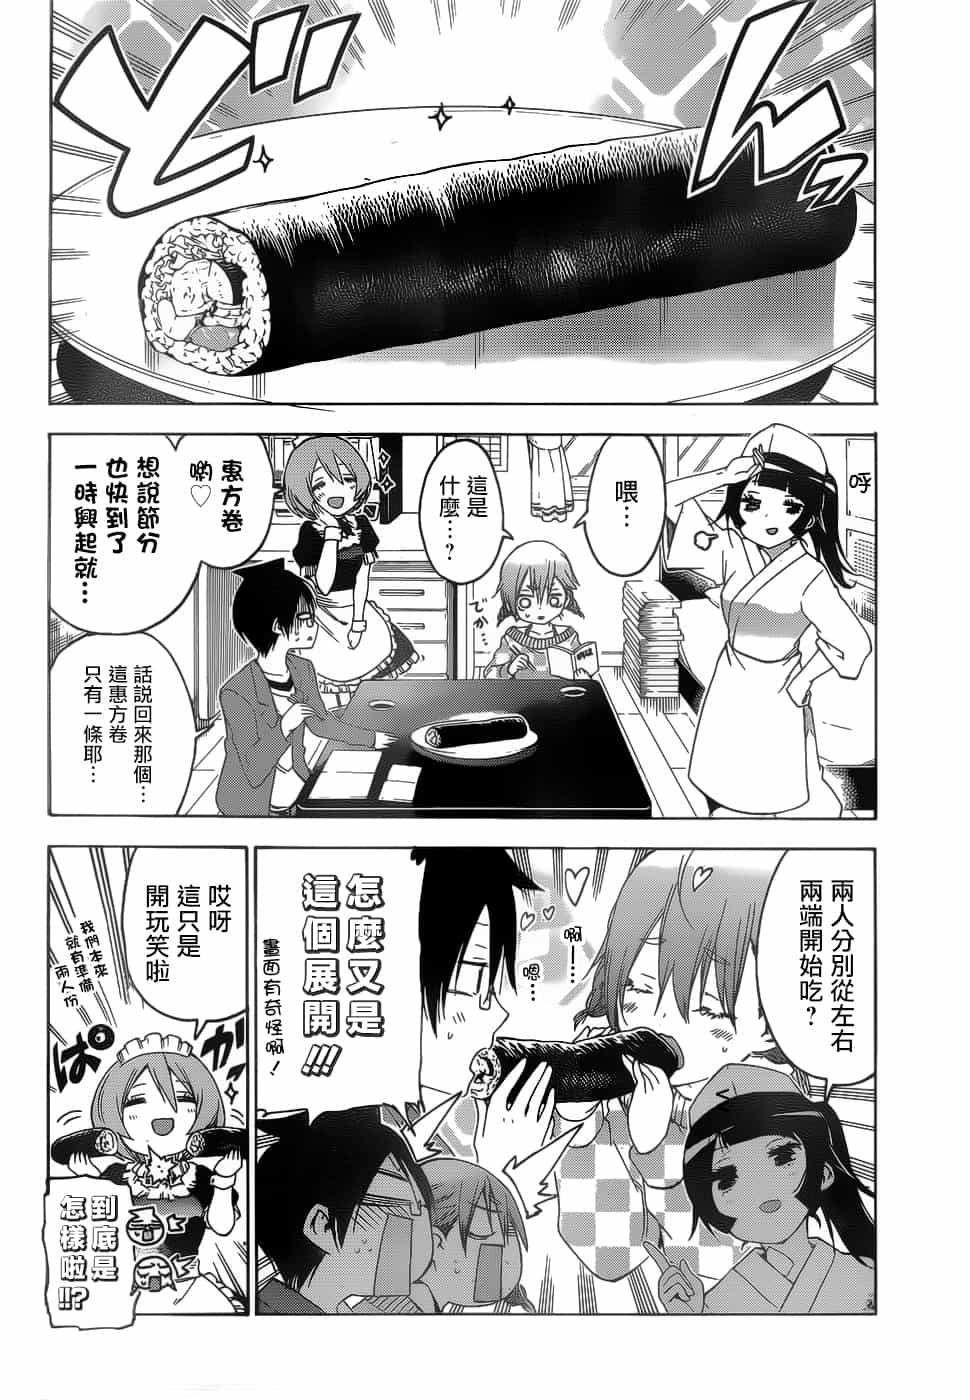 ドドン
呼
喂…
這是
什麼…?
でか…
惠方卷
喲♡
想說節分
也快到了
一時興起就…
話說回來那個…
這惠方卷
只有一條耶…
兩人分別從左右
兩端開始吃?
啊—…
嗯…
怎麼又是
這個展開!!!
畫面有奇怪啊!
哎呀
這只是
開玩笑啦
我們本來
就有準備
兩人份
ぱかっ
到底是
怎樣啦!!?